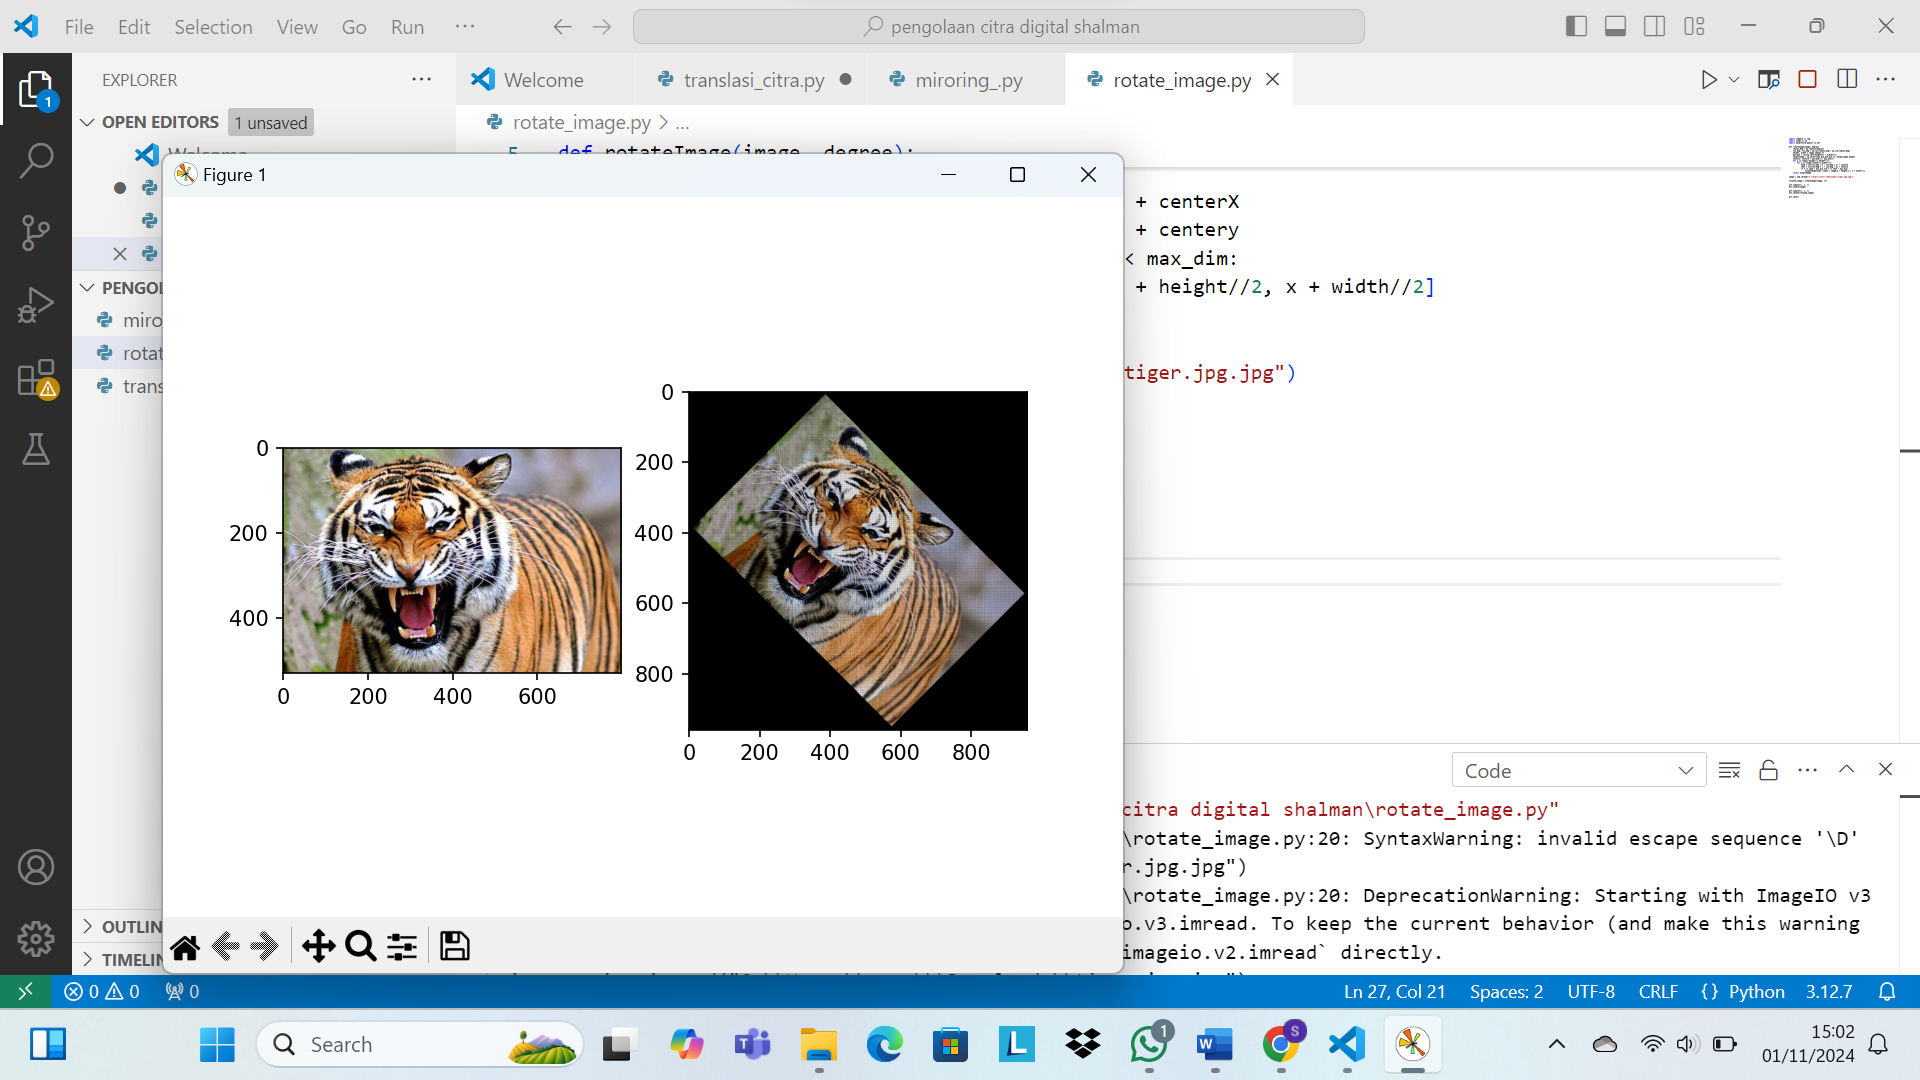 File Edit Selection View Go Run ···
pengolaan citra digital shalman
EXPLORER
Welcome
translasi_citra.py
miroring_.py
rotate_image.py
OPEN EDITORS 1 unsaved
rotate_image.py > ...
5 def rotateImage(image, degree):
Figure 1
+ centerX
+ centery
< max_dim:
+ height//2, x + width//2]
PENGOL
miro
rotat
trans
tiger.jpg.jpg")
0
200
400
0 200 400 600
0
200
400
600
800
0 200 400 600 800
Code
citra digital shalman\rotate_image.py"
\rotate_image.py:20: SyntaxWarning: invalid escape sequence '\D'
r.jpg.jpg")
\rotate_image.py:20: DeprecationWarning: Starting with ImageIO v3
o.v3.imread. To keep the current behavior (and make this warning
imageio.v2.imread` directly.
OUTLIN
TIMELIN
0 0 0
Ln 27, Col 21 Spaces: 2 UTF-8 CRLF {} Python 3.12.7
Search
1
S
15:02
01/11/2024